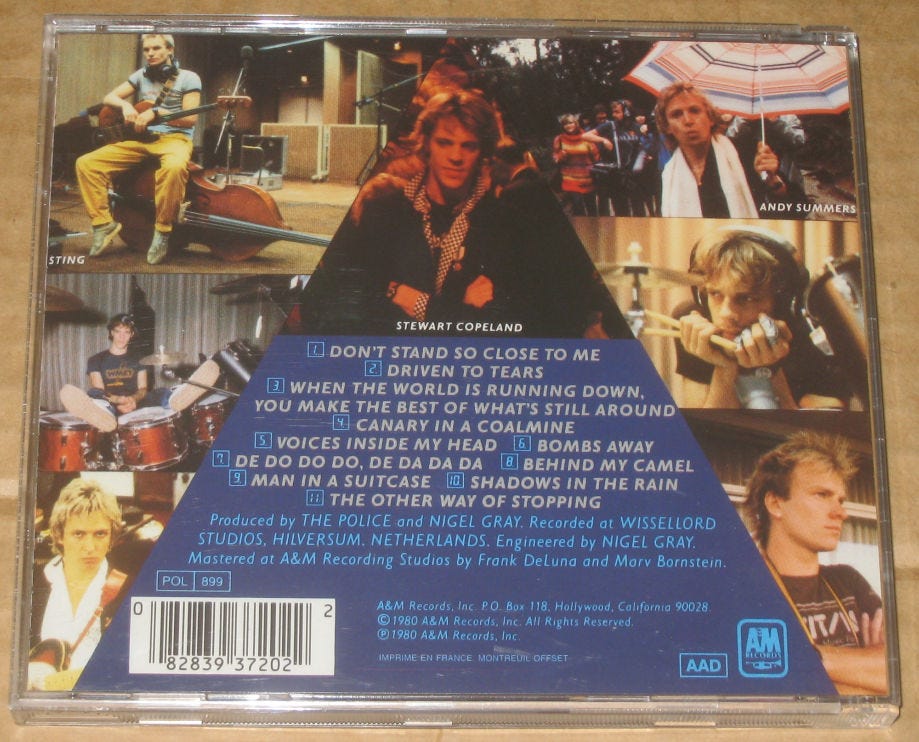 STING
ANDY SUMMERS
STEWART COPELAND
1. DON'T STAND SO CLOSE TO ME
2. DRIVEN TO TEARS
3. WHEN THE WORLD IS RUNNING DOWN,
YOU MAKE THE BEST OF WHAT'S STILL AROUND
4. CANARY IN A COALMINE
5. VOICES INSIDE MY HEAD 6. BOMBS AWAY
7. DE DO DO DO, DE DA DA DA 8. BEHIND MY CAMEL
9. MAN IN A SUITCASE 10. SHADOWS IN THE RAIN
11. THE OTHER WAY OF STOPPING
Produced by THE POLICE and NIGEL GRAY. Recorded at WISSELLORD
STUDIOS, HILVERSUM, NETHERLANDS. Engineered by NIGEL GRAY.
Mastered at A&M Recording Studios by Frank DeLuna and Marv Bornstein.
POL 899
0 82839 37202 2
A&M Records, Inc. P.O. Box 118, Hollywood, California 90028.
© 1980 A&M Records, Inc. All Rights Reserved.
℗ 1980 A&M Records, Inc.
IMPRIME EN FRANCE MONTREUIL OFFSET
AAD
A&M
RECORDS